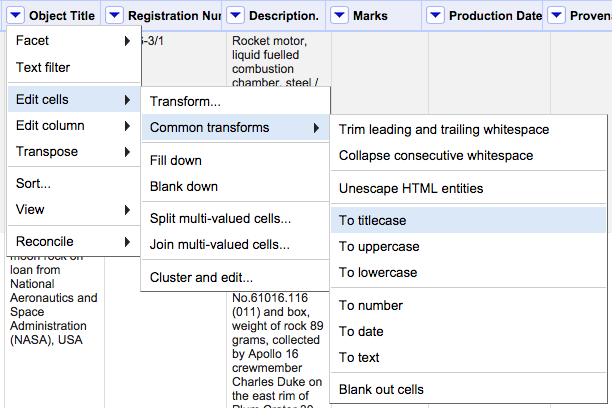 Object Title
Registration Nur
Description.
Marks
Production Date
Proven
Facet
Text filter
Edit cells
Edit column
Transpose
Sort...
View
Reconcile
Transform...
Common transforms
Fill down
Blank down
Split multi-valued cells...
Join multi-valued cells...
Cluster and edit...
Trim leading and trailing whitespace
Collapse consecutive whitespace
Unescape HTML entities
To titlecase
To uppercase
To lowercase
To number
To date
To text
Blank out cells
-3/1
Rocket motor,
liquid fuelled
combustion
chamber, steel /
moon rock on
loan from
National
Aeronautics and
Space
Administration
(NASA), USA
No.61016.116
(011) and box,
weight of rock 89
grams, collected
by Apollo 16
crewmember
Charles Duke on
the east rim of
Plum Crater 30